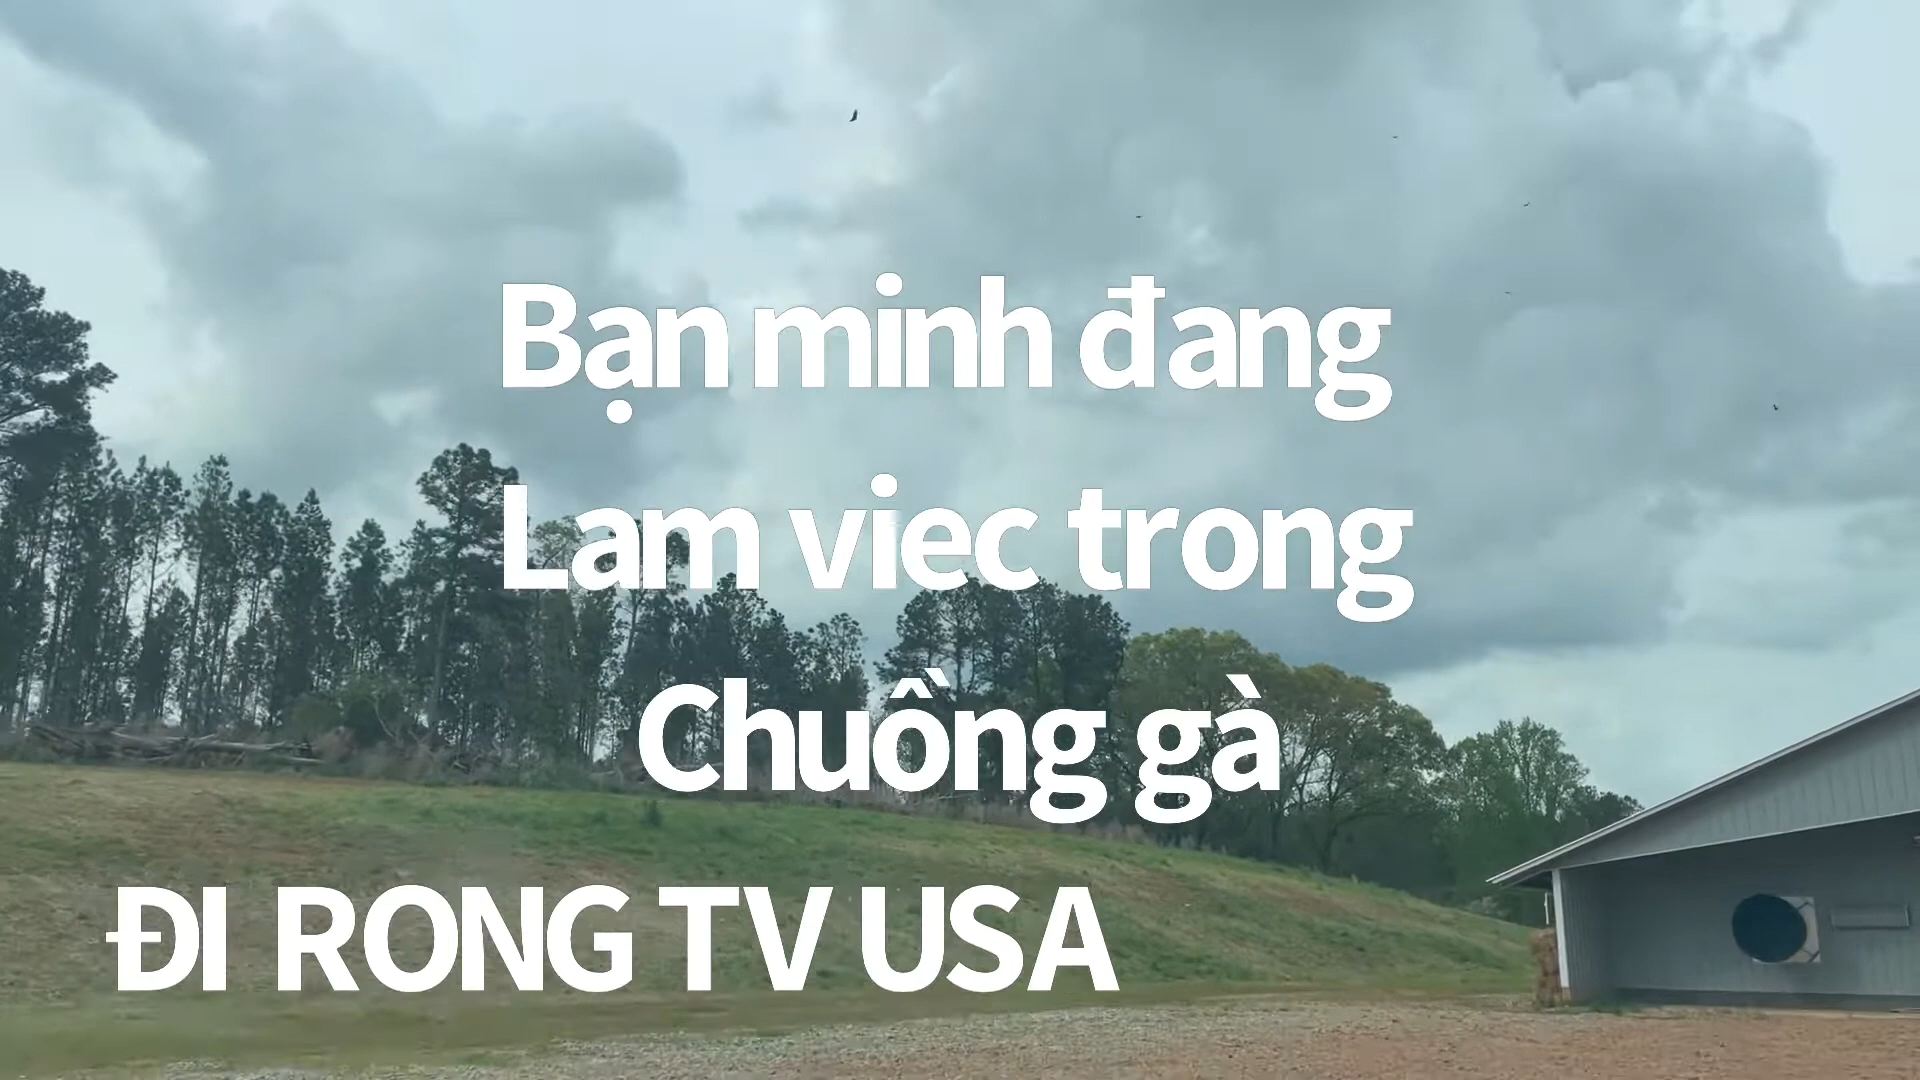 Bạn minh đang
Lam viec trong
Chuồng gà
ĐI RONG TV USA